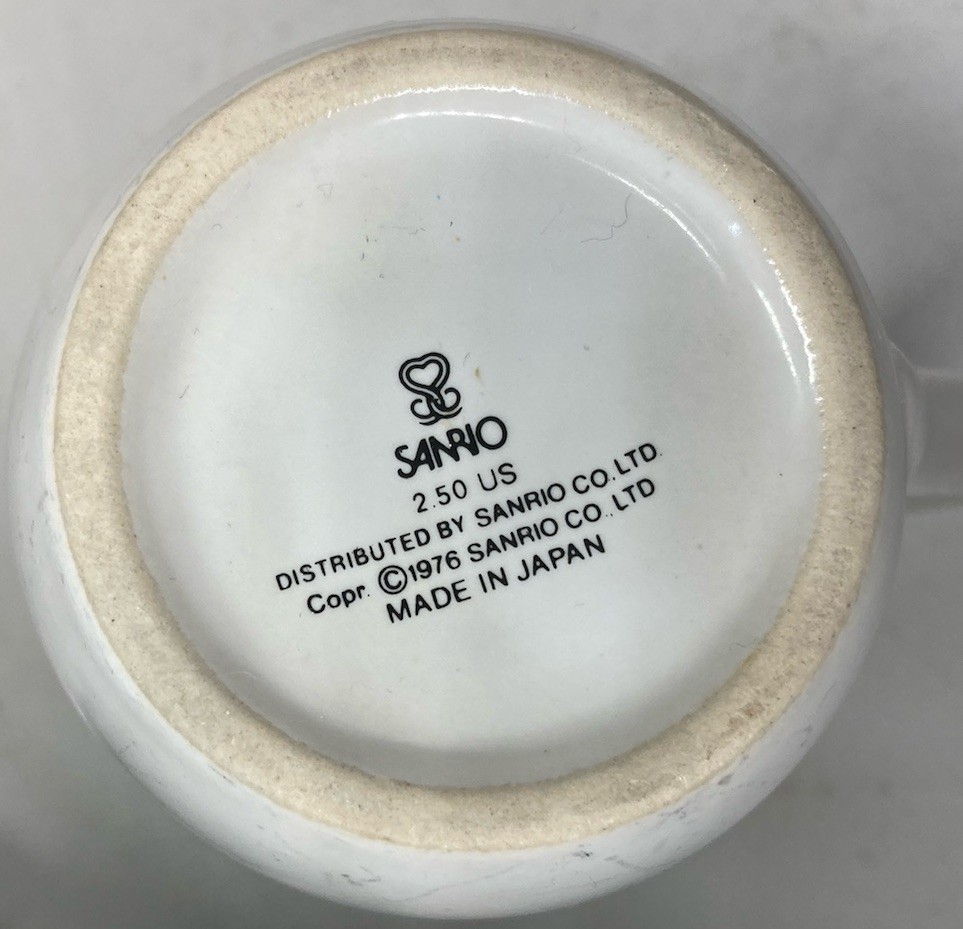 SANRIO
2.50 US
DISTRIBUTED BY SANRIO CO. LTD.
Copr. ©1976 SANRIO CO., LTD
MADE IN JAPAN